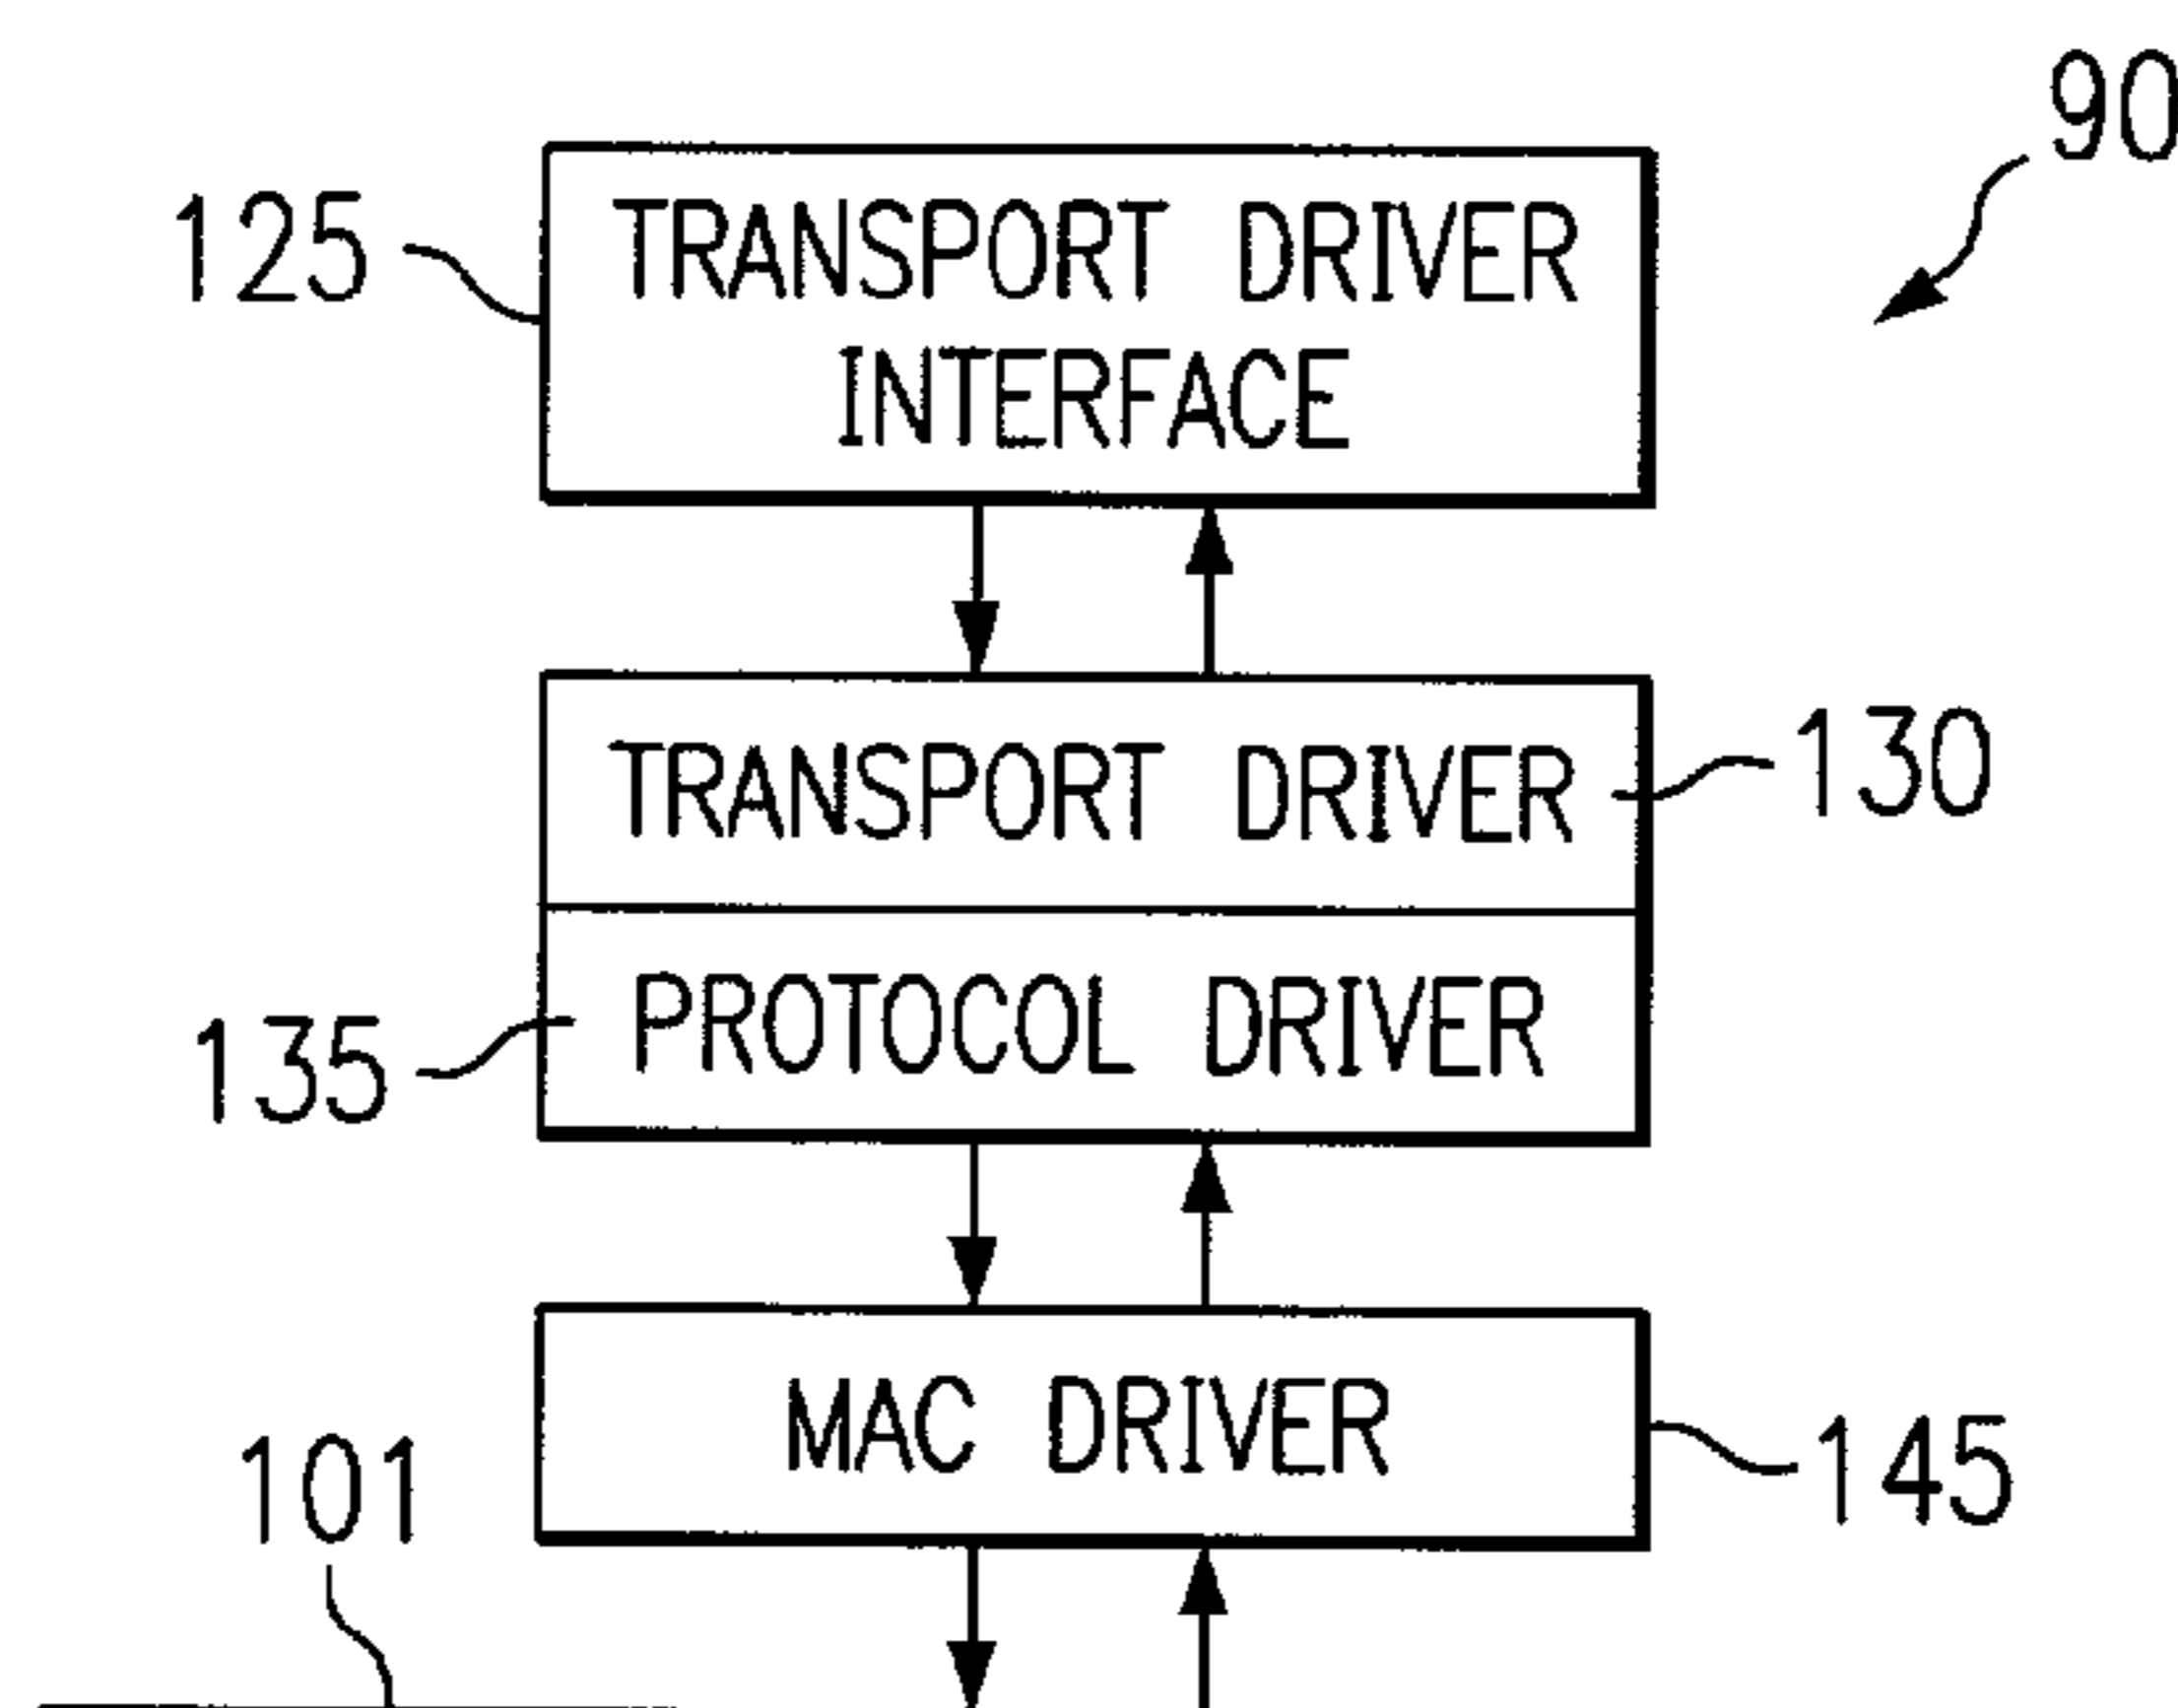 90
125
TRANSPORT DRIVER
INTERFACE
TRANSPORT DRIVER
130
PROTOCOL DRIVER
135
MAC DRIVER
145
101